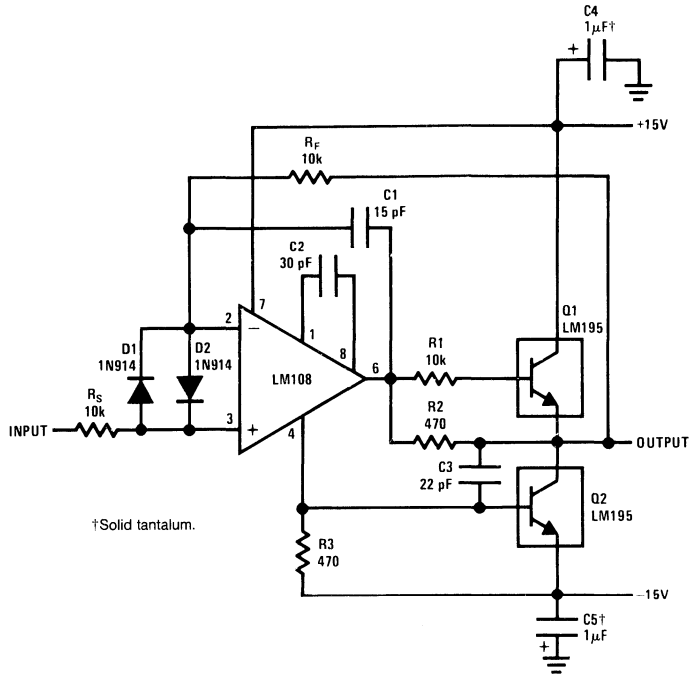 C4
1µF†
+
+15V
RF
10k
C1
15 pF
C2
30 pF
7
Q1
LM195
2
−
1
D1
1N914
D2
1N914
8
6
R1
10k
LM108
RS
10k
R2
470
3
+
4
INPUT
OUTPUT
C3
22 pF
Q2
LM195
†Solid tantalum.
R3
470
−15V
C5†
1µF
+